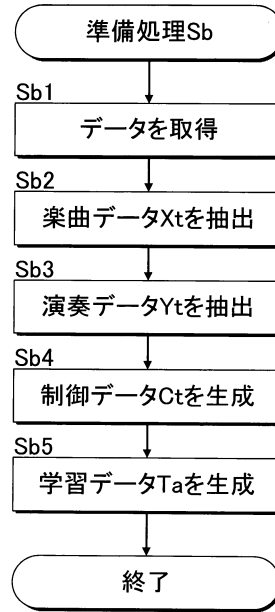 準備処理Sb
Sb1
データを取得
Sb2
楽曲データXtを抽出
Sb3
演奏データYtを抽出
Sb4
制御データCtを生成
Sb5
学習データTaを生成
終了